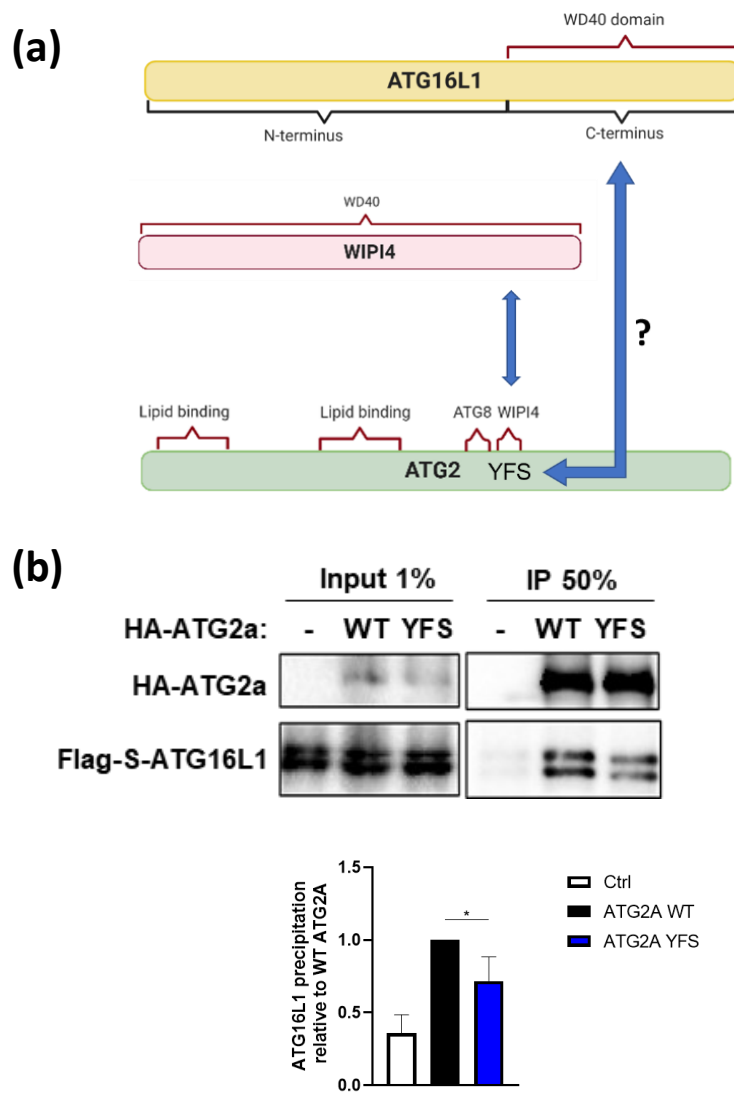 (a)
WD40 domain
ATG16L1
N-terminus
C-terminus
WD40
WIPI4
?
Lipid binding
Lipid binding
ATG8
WIPI4
ATG2
YFS
(b)
Input 1%
IP 50%
HA-ATG2a:
- WT YFS
- WT YFS
HA-ATG2a
Flag-S-ATG16L1
ATG16L1 precipitation
relative to WT ATG2A
1.5
1.0
0.5
0.0
*
Ctrl
ATG2A WT
ATG2A YFS